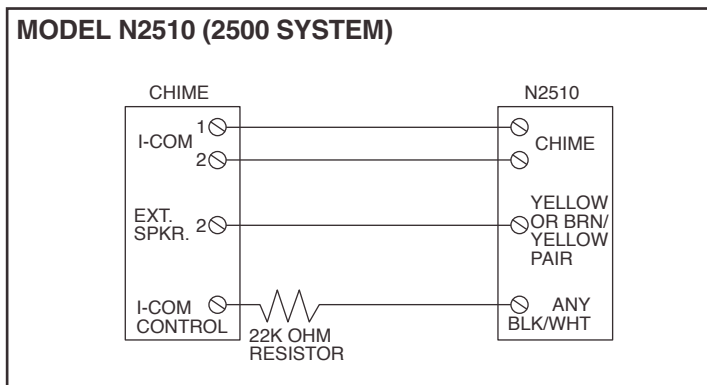 MODEL N2510 (2500 SYSTEM)
CHIME
N2510
I-COM
1
2
CHIME
EXT.
SPKR.
2
YELLOW
OR BRN/
YELLOW
PAIR
I-COM
CONTROL
22K OHM
RESISTOR
ANY
BLK/WHT